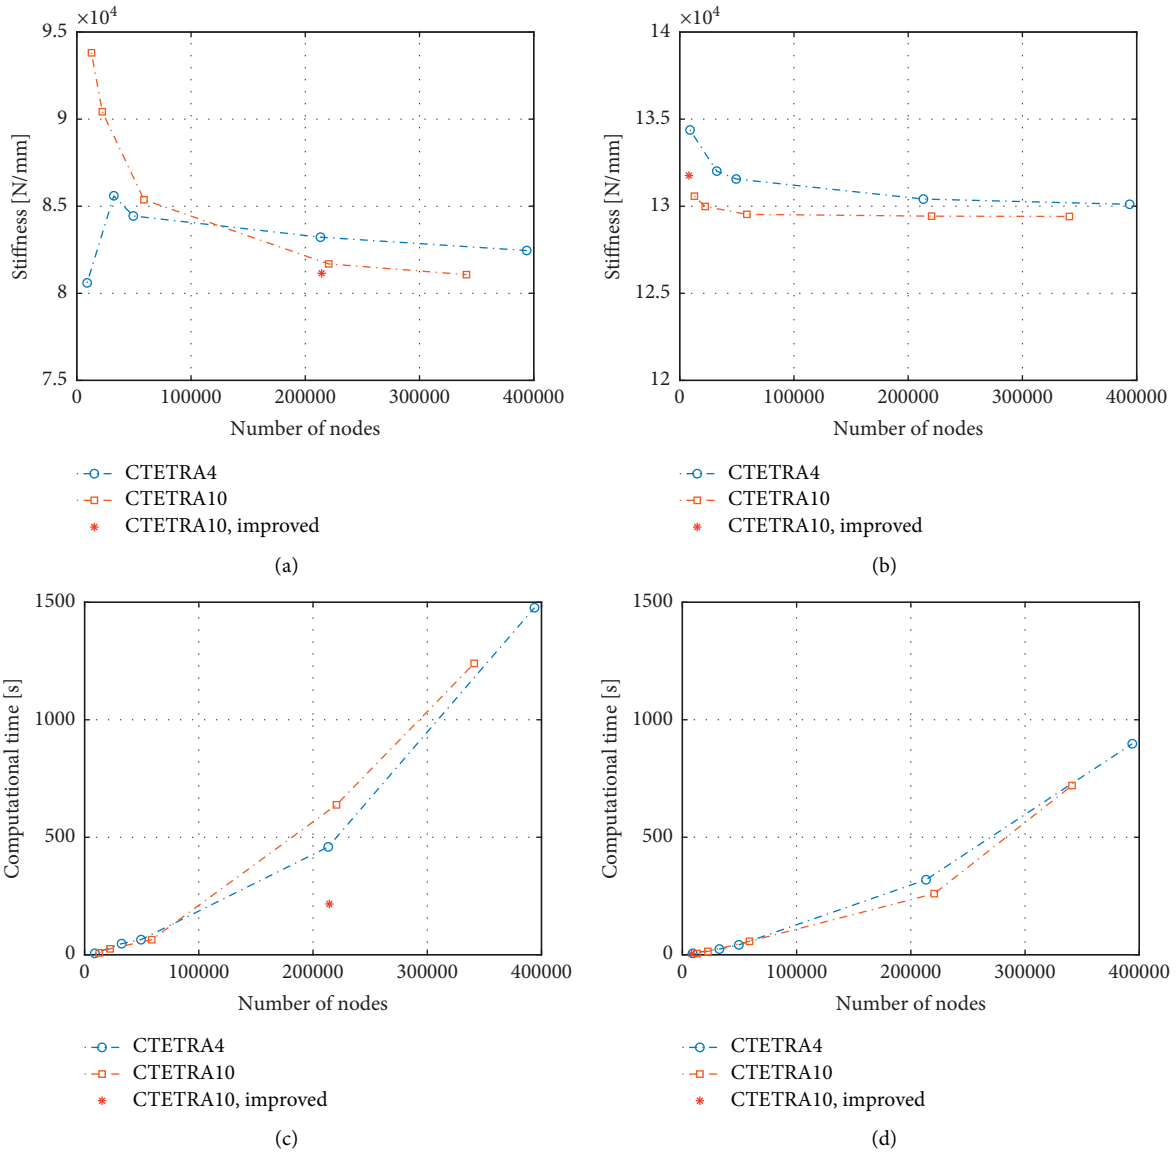 ×10⁴
9.5
9
8.5
8
7.5
Stiffness [N/mm]
0 100000 200000 300000 400000
Number of nodes
CTETRA4
CTETRA10
CTETRA10, improved
(a)
×10⁴
14
13.5
13
12.5
12
Stiffness [N/mm]
0 100000 200000 300000 400000
Number of nodes
CTETRA4
CTETRA10
CTETRA10, improved
(b)
1500
1000
500
0
Computational time [s]
0 100000 200000 300000 400000
Number of nodes
CTETRA4
CTETRA10
CTETRA10, improved
(c)
1500
1000
500
0
Computational time [s]
0 100000 200000 300000 400000
Number of nodes
CTETRA4
CTETRA10
CTETRA10, improved
(d)